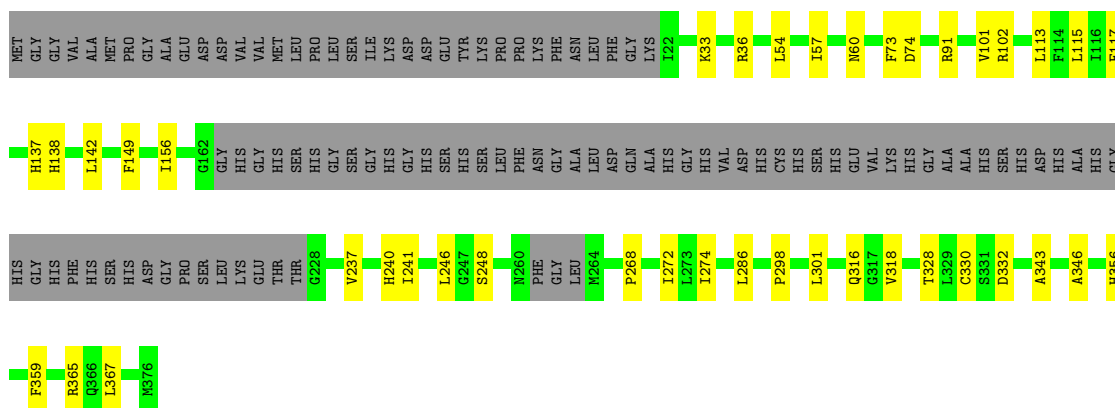 MET GLY GLY VAL ALA MET PRO GLY ALA GLU ASP ASP VAL VAL MET LEU PRO LEU SER ILE LYS ASP ASP GLU TYR LYS PRO PRO LYS PHE ASN LEU PHE GLY LYS I22 K33 R36 L54 I57 N60 F73 D74 R91 V101 R102 L113 F114 L115 I116
H137 H138 L142 F149 I156 G162 GLY HIS GLY HIS SER HIS GLY SER GLY HIS GLY HIS SER HIS SER LEU PHE ASN GLY ALA LEU ASP GLN ALA HIS GLY HIS VAL ASP HIS CYS HIS SER HIS GLU VAL LYS HIS GLY ALA ALA HIS SER HIS ASP HIS ALA HIS GLY
HIS GLY HIS PHE HIS SER HIS ASP GLY PRO SER LEU LYS GLU THR THR G228 V237 H240 I241 L246 G247 S248 N260 PHE GLY LEU M264 P268 I272 L273 I274 L286 P298 L301 Q316 G317 V318 T328 L329 C330 S331 D332 A343 A346 H356
F359 R365 Q366 L367 M376